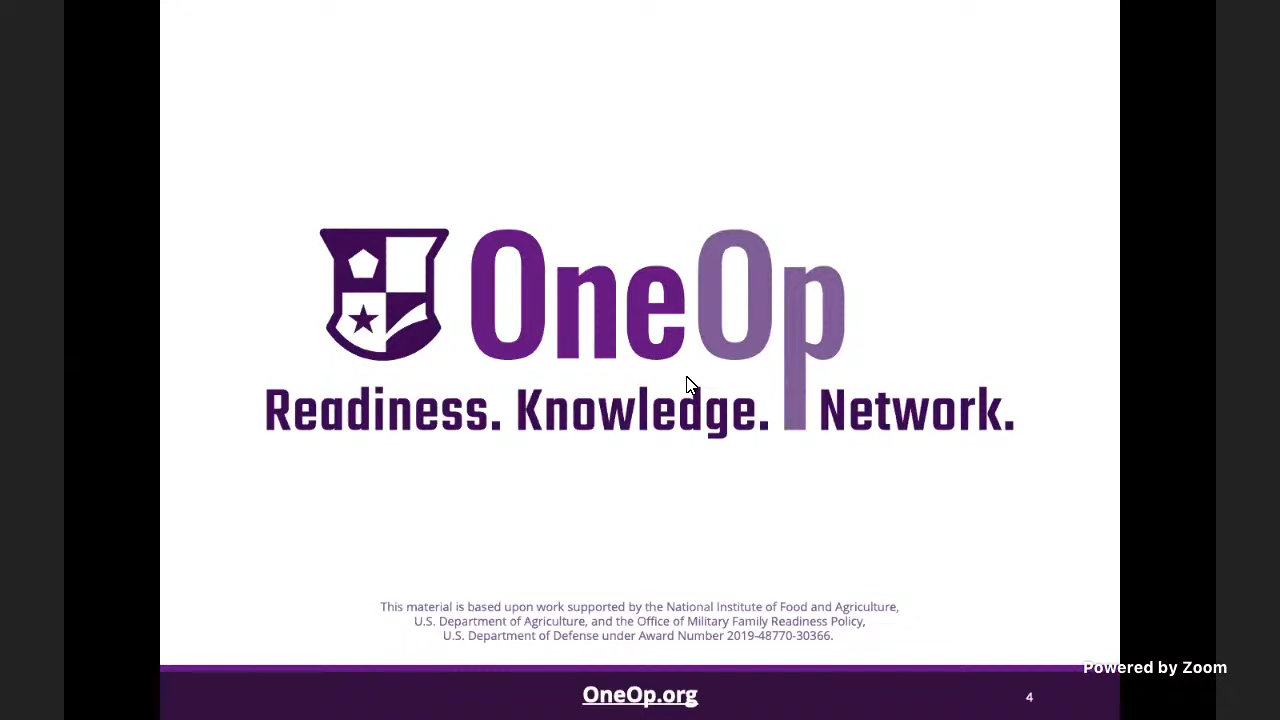 OneOp
Readiness. Knowledge. Network.
This material is based upon work supported by the National Institute of Food and Agriculture,
U.S. Department of Agriculture, and the Office of Military Family Readiness Policy,
U.S. Department of Defense under Award Number 2019-48770-30366.
Powered by Zoom
OneOp.org
4